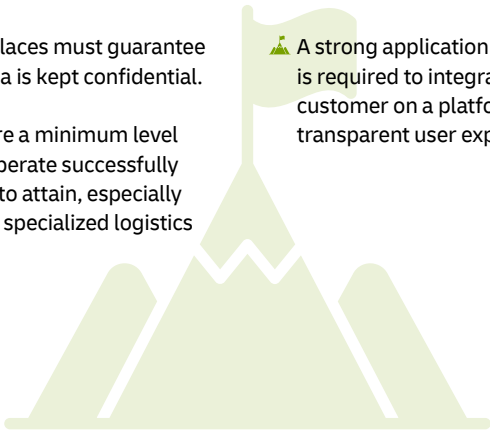 laces must guarantee
a is kept confidential.
re a minimum level
perate successfully
to attain, especially
specialized logistics
A strong application
is required to integra
customer on a platfo
transparent user exp